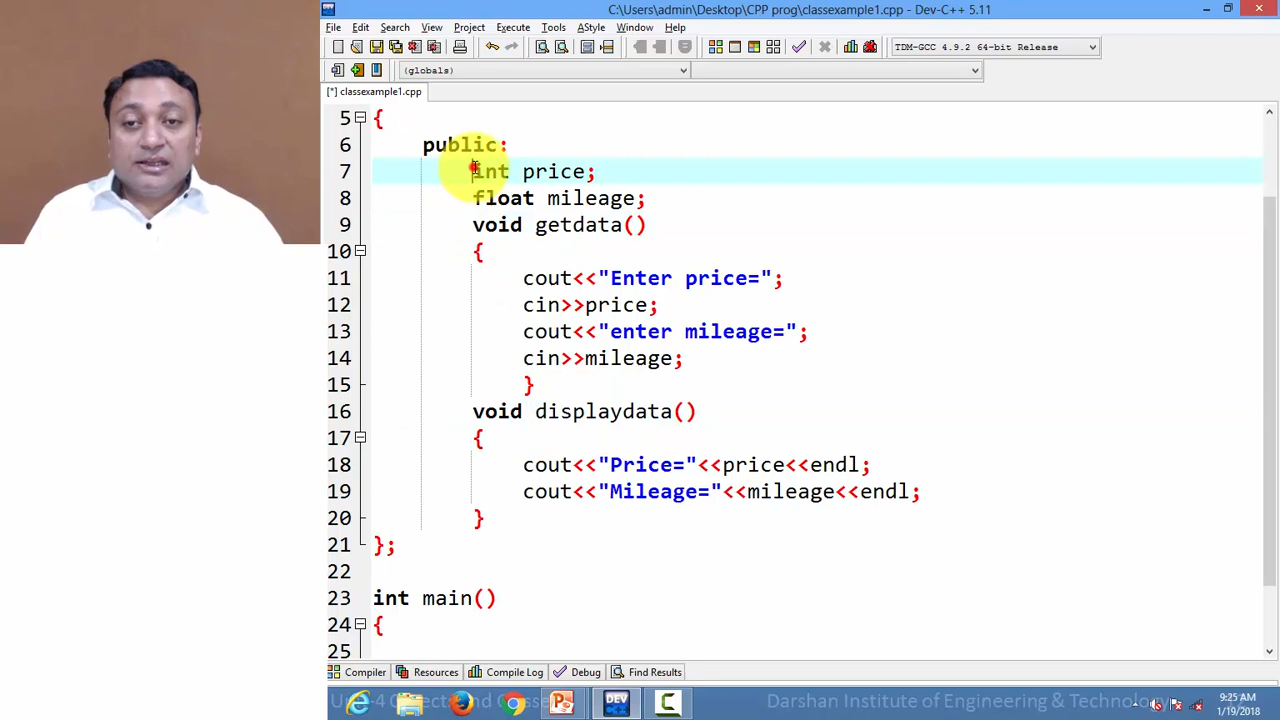 C:\Users\admin\Desktop\CPP prog\classexample1.cpp - Dev-C++ 5.11
File Edit Search View Project Execute Tools AStyle Window Help
TDM-GCC 4.9.2 64-bit Release
(globals)
[*] classexample1.cpp
5 {
6 public:
7 int price;
8 float mileage;
9 void getdata()
10 {
11 cout<<"Enter price=";
12 cin>>price;
13 cout<<"enter mileage=";
14 cin>>mileage;
15 }
16 void displaydata()
17 {
18 cout<<"Price="<<price<<endl;
19 cout<<"Mileage="<<mileage<<endl;
20 }
21 };
22
23 int main()
24 {
25
Compiler Resources Compile Log Debug Find Results
DEV
Darshan Institute of Engineering & Technology
9:25 AM
1/19/2018